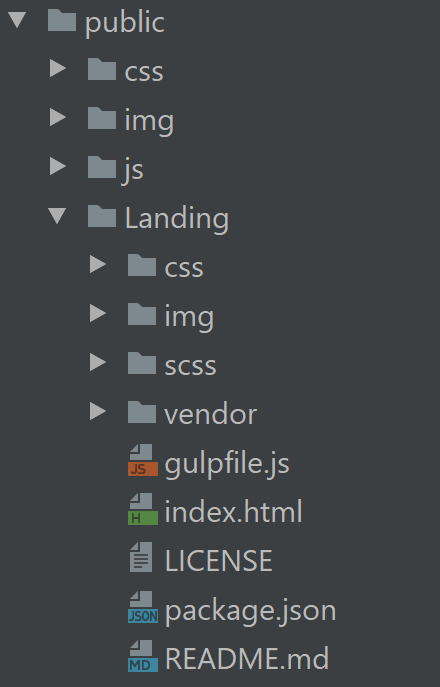 public
css
img
js
Landing
css
img
scss
vendor
JS gulpfile.js
H index.html
LICENSE
JSON package.json
MD README.md